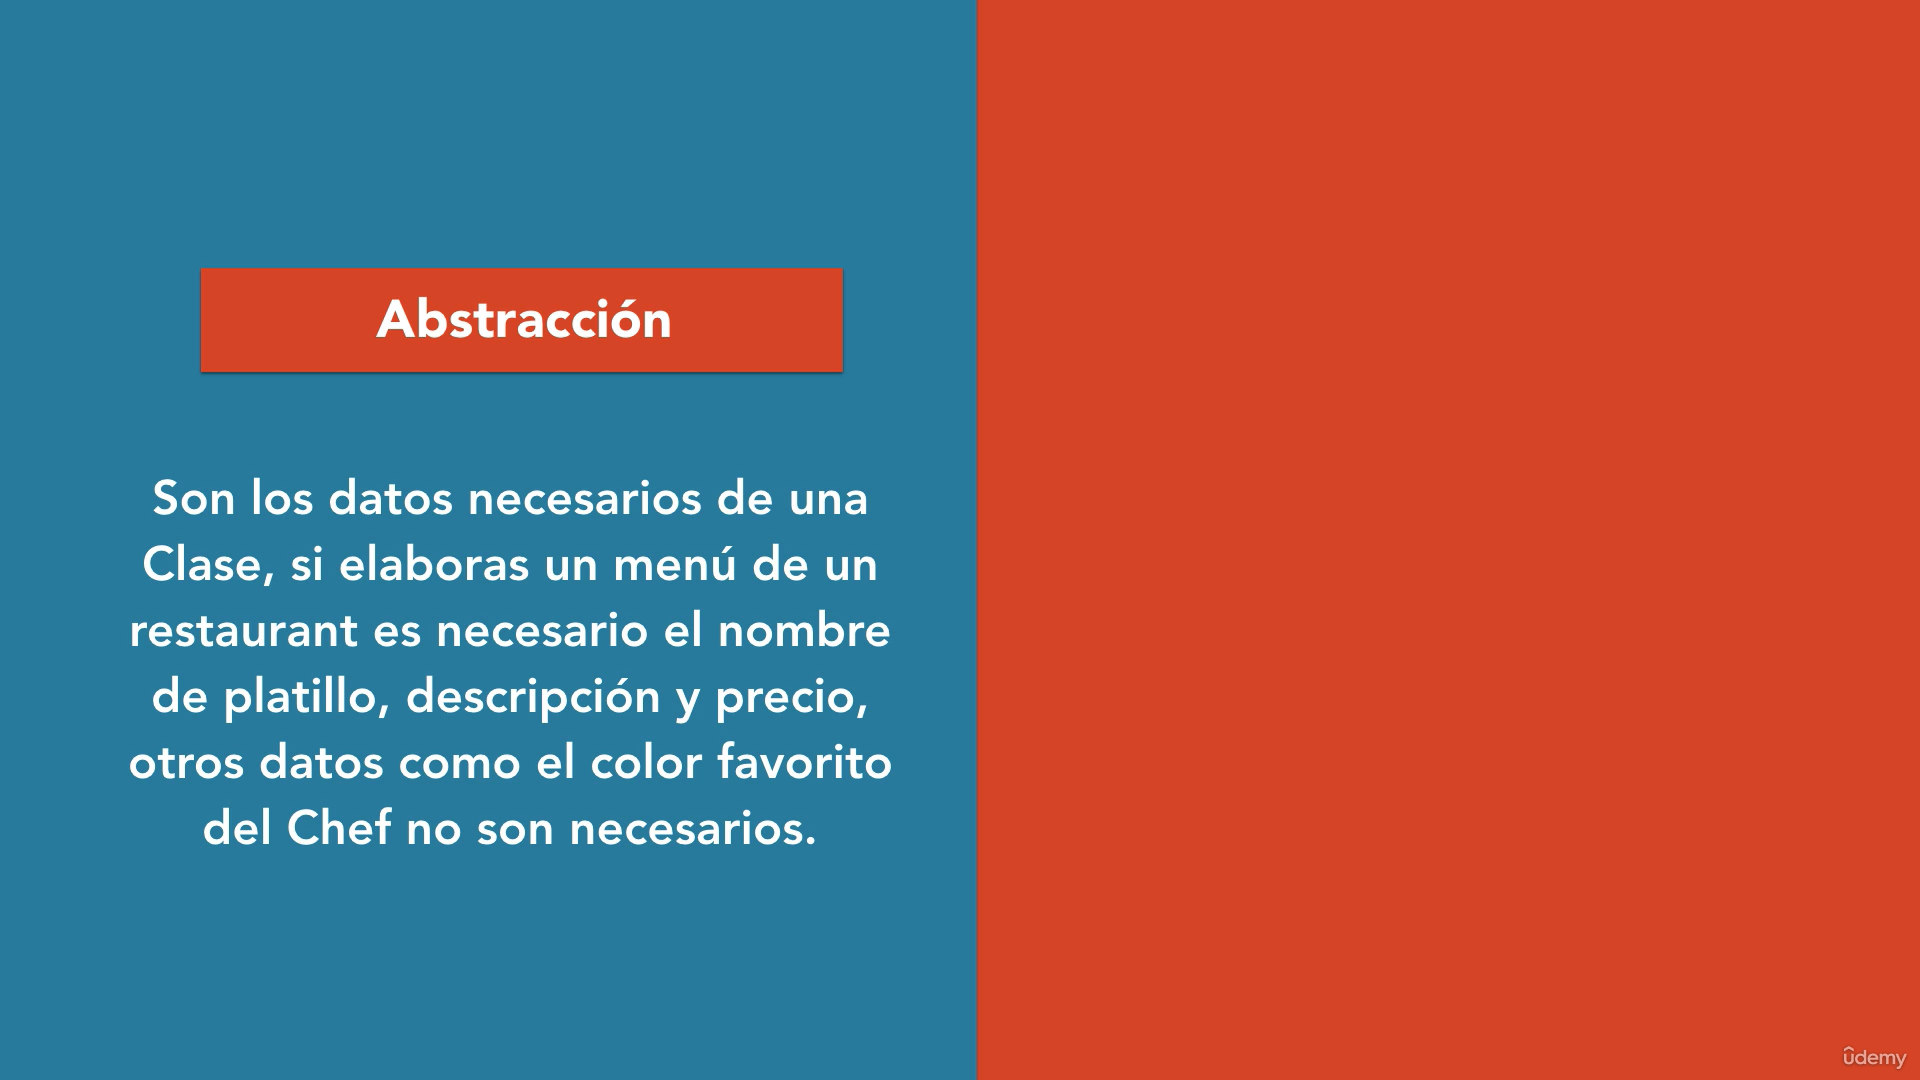 Abstracción
Son los datos necesarios de una
Clase, si elaboras un menú de un
restaurant es necesario el nombre
de platillo, descripción y precio,
otros datos como el color favorito
del Chef no son necesarios.
udemy